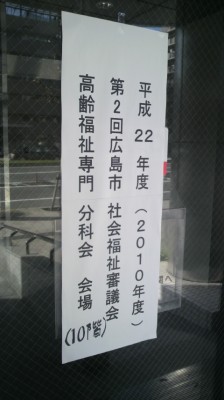 平成22年度(2010年度)
第2回広島市 社会福祉審議会
高齢福祉専門 分科会 会場
(10階)